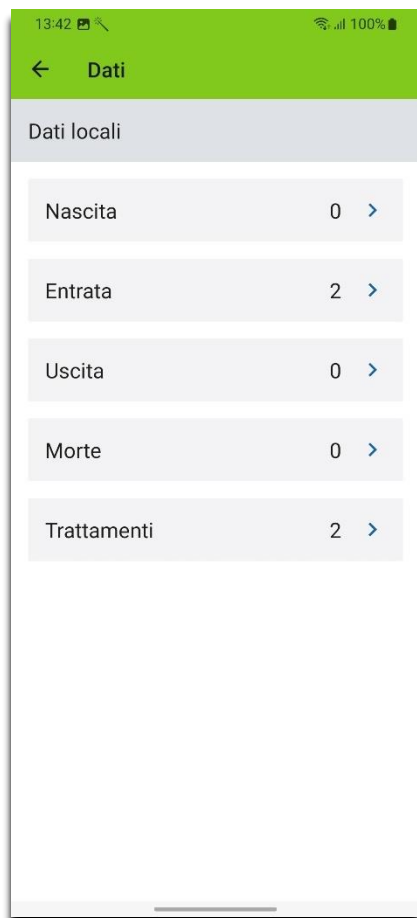 13:42 100%
Dati
Dati locali
Nascita 0
Entrata 2
Uscita 0
Morte 0
Trattamenti 2